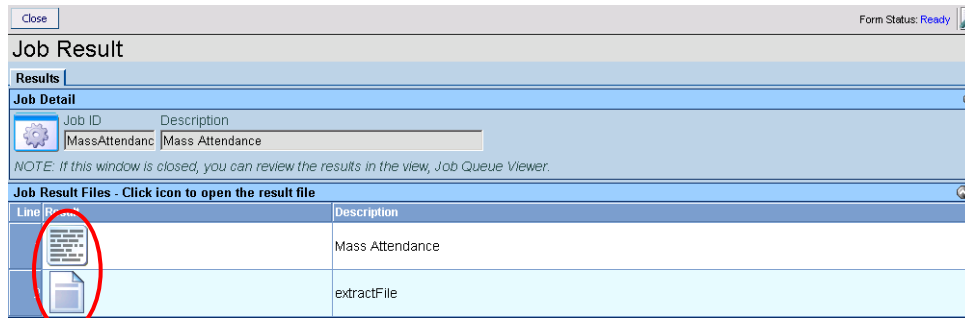 Close
Form Status: Ready
Job Result
Results
Job Detail
Job ID Description
MassAttendanc Mass Attendance
NOTE: If this window is closed, you can review the results in the view, Job Queue Viewer.
Job Result Files - Click icon to open the result file
Line Result Description
Mass Attendance
extractFile